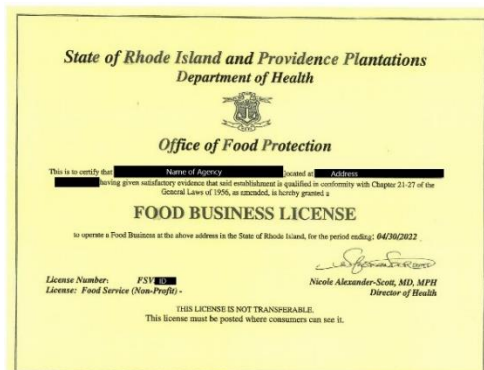 State of Rhode Island and Providence Plantations
Department of Health
Office of Food Protection
This is to certify that Name of Agency located at Address
having given satisfactory evidence that said establishment is qualified in conformity with Chapter 21-27 of the
General Laws of 1956, as amended, is hereby granted a
FOOD BUSINESS LICENSE
to operate a Food Business at the above address in the State of Rhode Island, for the period ending: 04/30/2022 .
License Number: FSV ID
License: Food Service (Non-Profit) -
Nicole Alexander-Scott, MD, MPH
Director of Health
THIS LICENSE IS NOT TRANSFERABLE.
This license must be posted where consumers can see it.